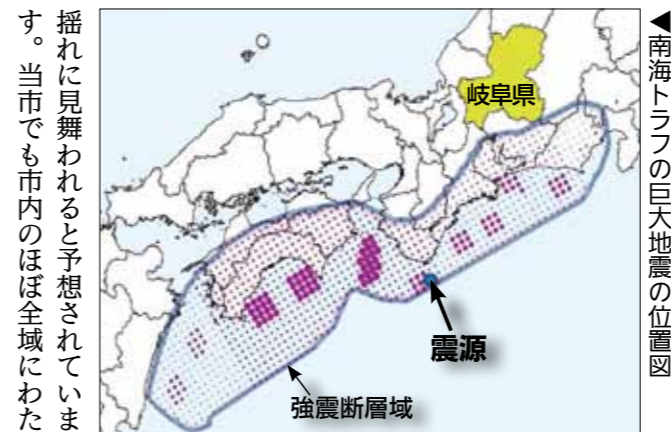 ◀南海トラフの巨大地震の位置図
岐阜県
震源
強震断層域
揺れに見舞われると予想されていま
す。当市でも市内のほぼ全域にわた